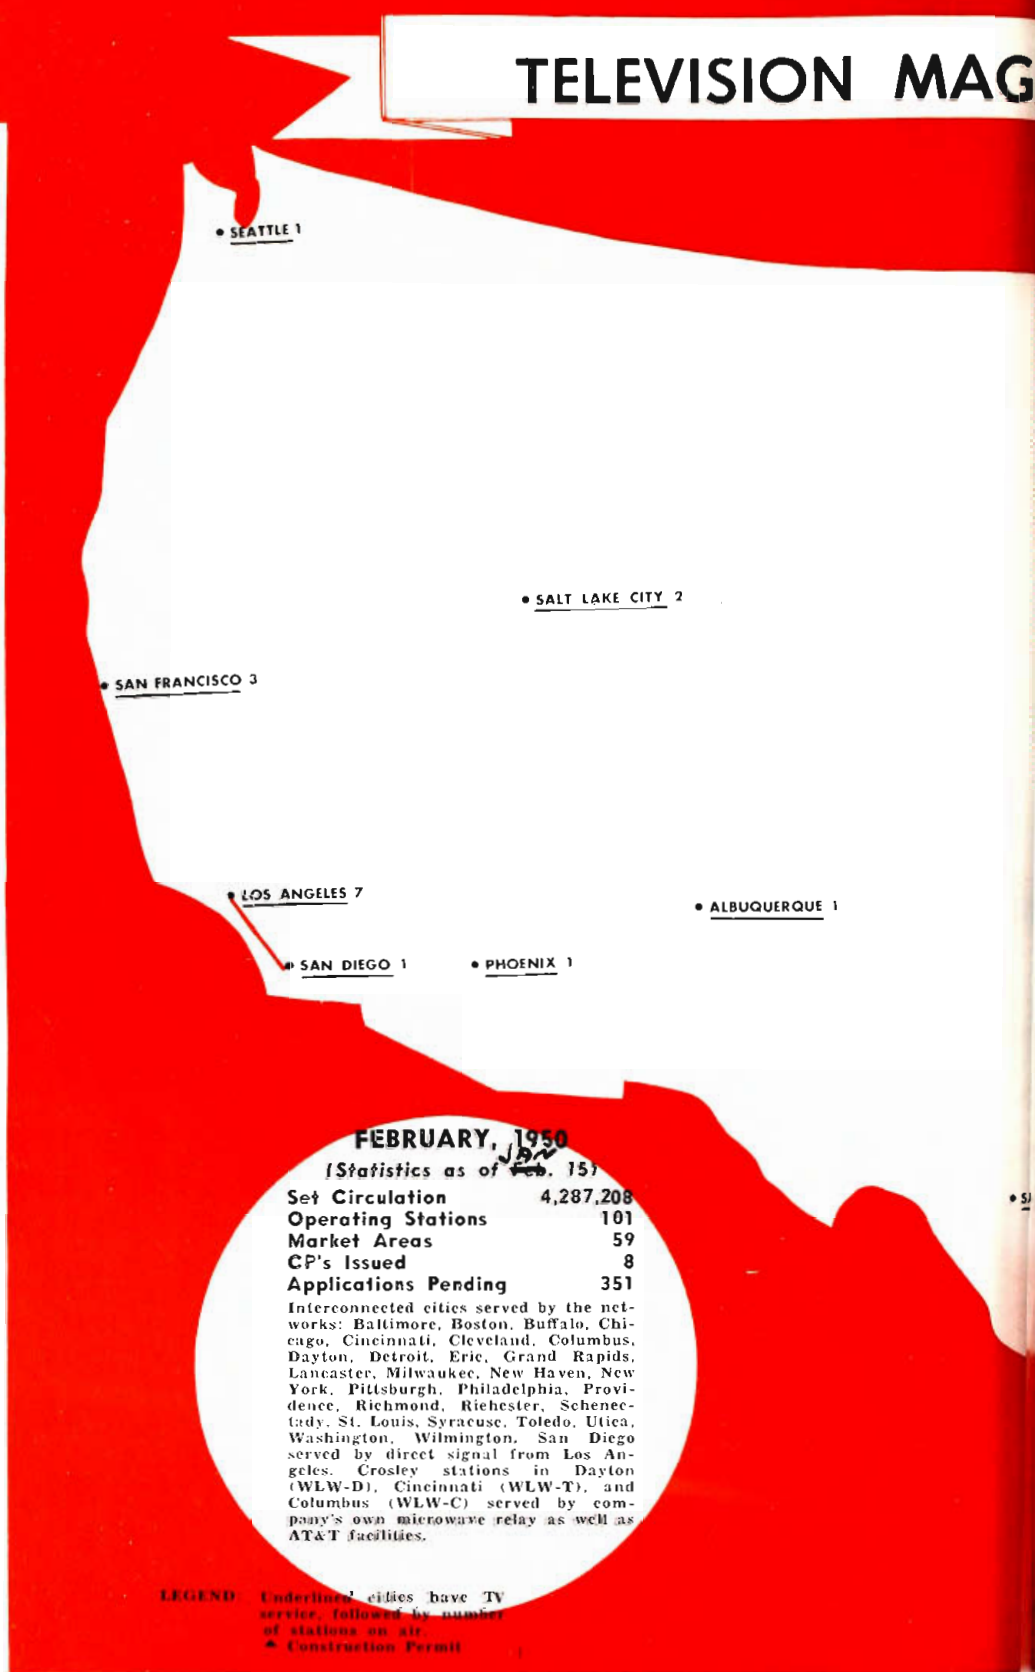 TELEVISION MAG
SEATTLE 1
SALT LAKE CITY 2
SAN FRANCISCO 3
LOS ANGELES 7
ALBUQUERQUE 1
SAN DIEGO 1
PHOENIX 1
FEBRUARY, 1950
JAN
(Statistics as of Feb. 15)
Set Circulation 4,287,208
Operating Stations 101
Market Areas 59
CP's Issued 8
Applications Pending 351
Interconnected cities served by the net-
works: Baltimore, Boston, Buffalo, Chi-
cago, Cincinnati, Cleveland, Columbus,
Dayton, Detroit, Erie, Grand Rapids,
Lancaster, Milwaukee, New Haven, New
York, Pittsburgh, Philadelphia, Provi-
dence, Richmond, Riehester, Schenec-
tady, St. Louis, Syracuse, Toledo, Utica,
Washington, Wilmington. San Diego
served by direct signal from Los An-
geles. Crosley stations in Dayton
(WLW-D), Cincinnati (WLW-T), and
Columbus (WLW-C) served by com-
pany's own microwave relay as well as
AT&T facilities.
LEGEND: Underlined cities have TV
service, followed by number
of stations on air.
Construction Permit